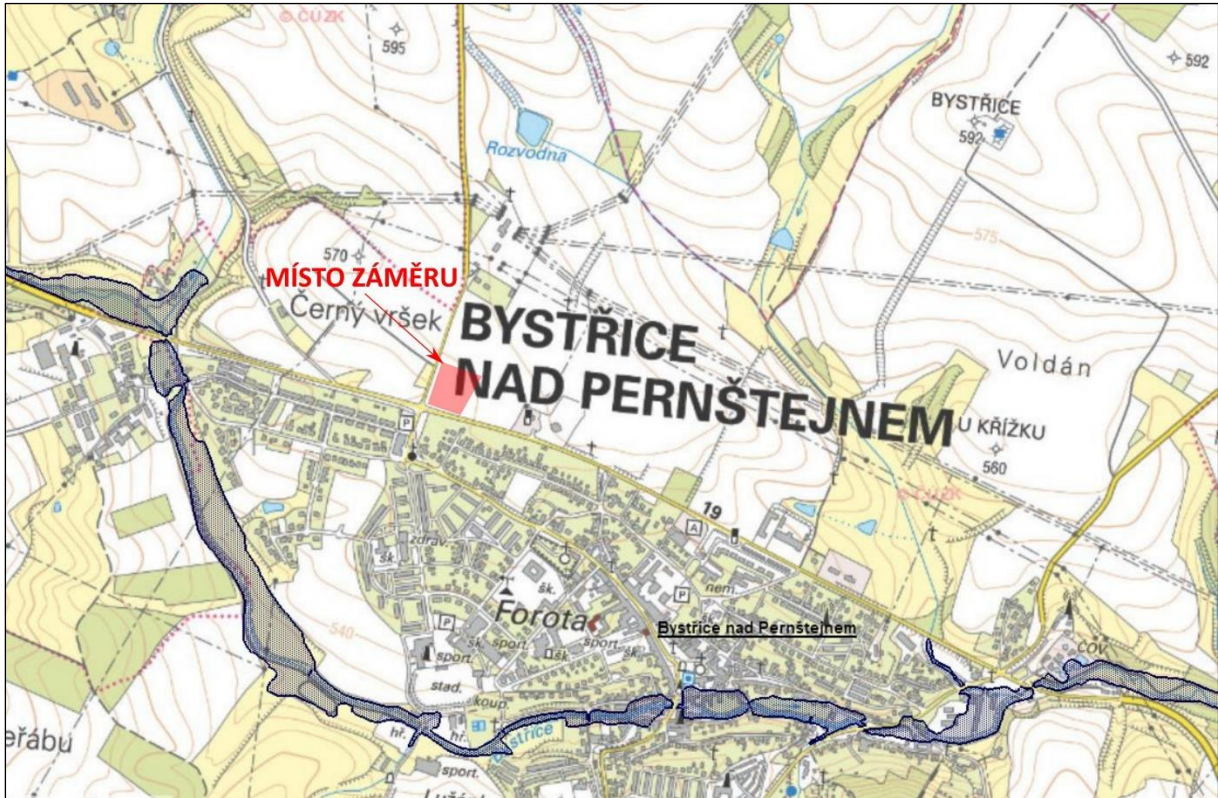 © ČÚZK
595
592
BYSTŘICE
592
Rozvodna
575
570
MÍSTO ZÁMĚRU
Černý vršek
BYSTŘICE
NAD PERNŠTEJNEM
Voldán
U KŘÍŽKU
560
P
© ČÚZK
19
A
zdrav.
šk.
šk.
P
nem.
Forota
Bystřice nad Pernštejnem
540
P
šk.
sport.
sport.
šk.
šk.
sport.
ČOV
stad.
koup.
hř.
hř.
eřábu
sport.